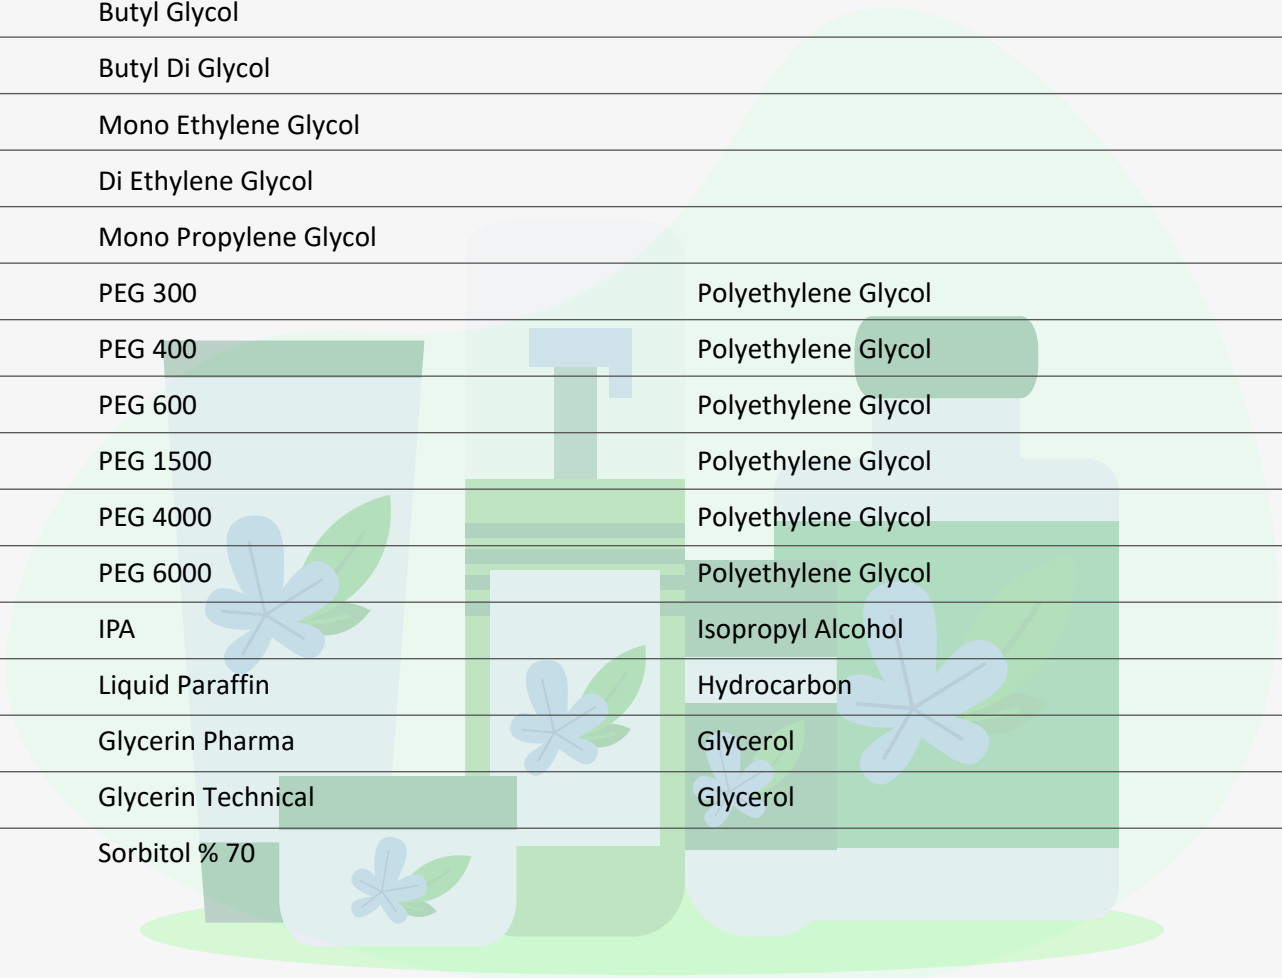 Butyl Glycol
Butyl Di Glycol
Mono Ethylene Glycol
Di Ethylene Glycol
Mono Propylene Glycol
PEG 300 Polyethylene Glycol
PEG 400 Polyethylene Glycol
PEG 600 Polyethylene Glycol
PEG 1500 Polyethylene Glycol
PEG 4000 Polyethylene Glycol
PEG 6000 Polyethylene Glycol
IPA Isopropyl Alcohol
Liquid Paraffin Hydrocarbon
Glycerin Pharma Glycerol
Glycerin Technical Glycerol
Sorbitol % 70